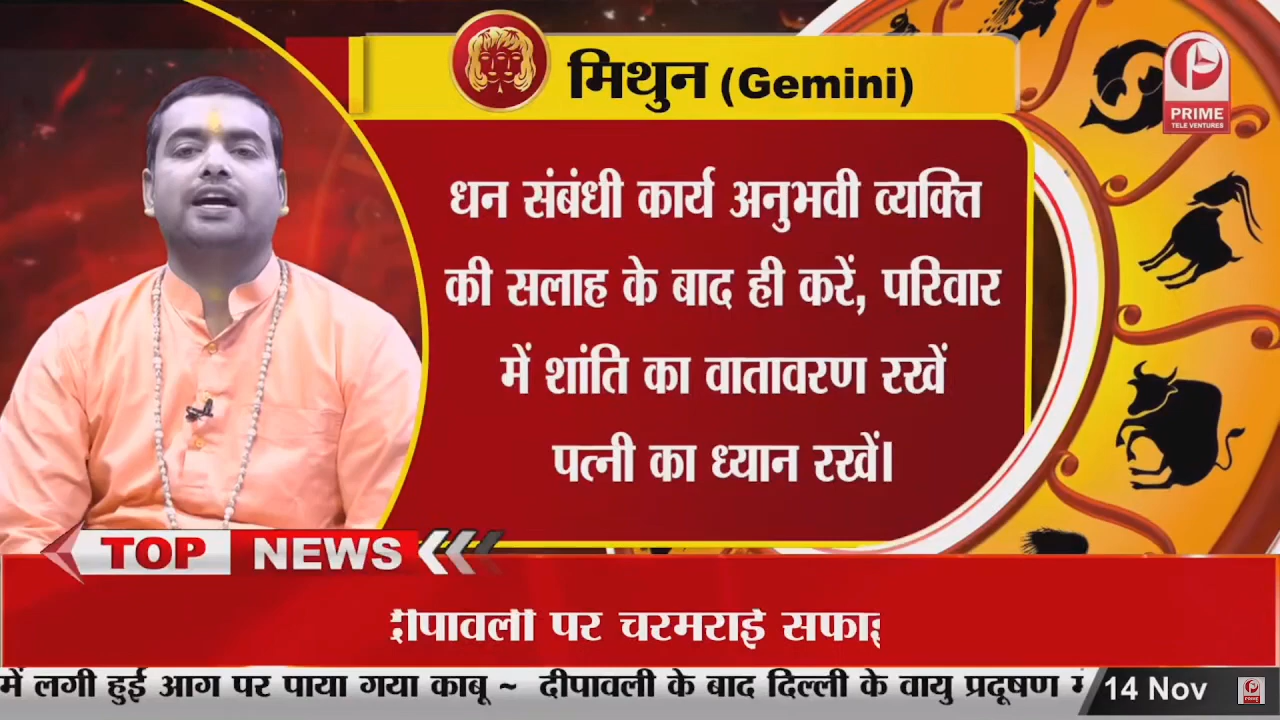 मिथुन (Gemini)
PRIME
TELE VENTURES
धन संबंधी कार्य अनुभवी व्यक्ति
की सलाह के बाद ही करें, परिवार
में शांति का वातावरण रखें
पत्नी का ध्यान रखें।
TOP NEWS
दीपावली पर चरमराई सफाई
में लगी हुई आग पर पाया गया काबू ~ दीपावली के बाद दिल्ली के वायु प्रदूषण
14 Nov
PRIME